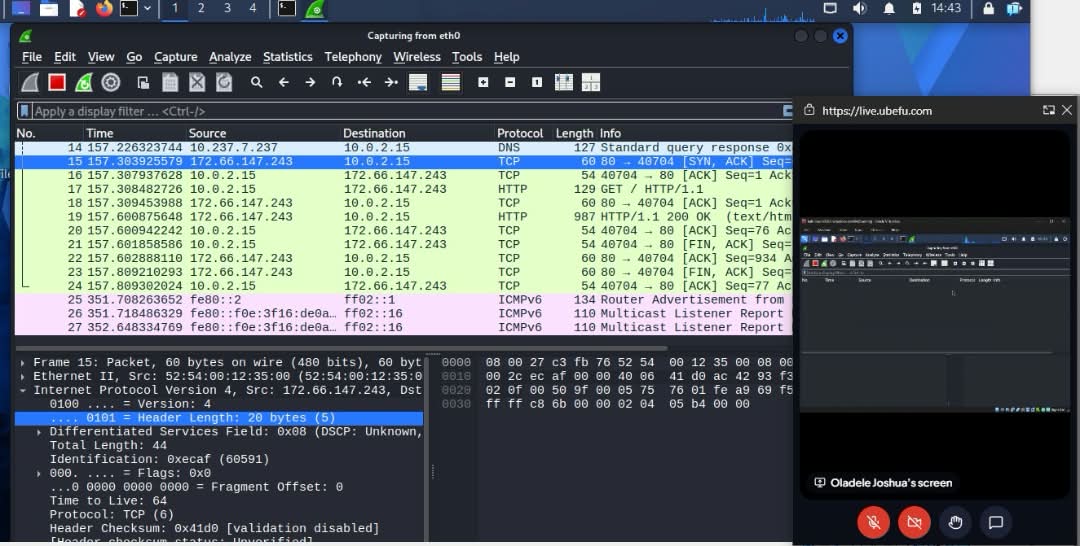 1 2 3 4
14:43
Capturing from eth0
File Edit View Go Capture Analyze Statistics Telephony Wireless Tools Help
Apply a display filter … <Ctrl-/>
https://live.ubefu.com
No. Time Source Destination Protocol Length Info
14 157.226323744 10.237.7.237 10.0.2.15 DNS 127 Standard query response 0x
15 157.303925579 172.66.147.243 10.0.2.15 TCP 60 80 → 40704 [SYN, ACK] Seq=
16 157.307937628 10.0.2.15 172.66.147.243 TCP 54 40704 → 80 [ACK] Seq=1 Ack
17 157.308482726 10.0.2.15 172.66.147.243 HTTP 129 GET / HTTP/1.1
18 157.309453988 172.66.147.243 10.0.2.15 TCP 60 80 → 40704 [ACK] Seq=1 Ack
19 157.600875648 172.66.147.243 10.0.2.15 HTTP 987 HTTP/1.1 200 OK (text/htm
20 157.600942242 10.0.2.15 172.66.147.243 TCP 54 40704 → 80 [ACK] Seq=76 Ac
21 157.601858586 10.0.2.15 172.66.147.243 TCP 54 40704 → 80 [FIN, ACK] Seq=
22 157.602888110 172.66.147.243 10.0.2.15 TCP 60 80 → 40704 [ACK] Seq=934 A
23 157.809210293 172.66.147.243 10.0.2.15 TCP 60 80 → 40704 [FIN, ACK] Seq=
24 157.809302024 10.0.2.15 172.66.147.243 TCP 54 40704 → 80 [ACK] Seq=77 Ac
25 351.708263652 fe80::2 ff02::1 ICMPv6 134 Router Advertisement from
26 351.718486329 fe80::f0e:3f16:de0a… ff02::16 ICMPv6 110 Multicast Listener Report
27 352.648334769 fe80::f0e:3f16:de0a… ff02::16 ICMPv6 110 Multicast Listener Report
Frame 15: Packet, 60 bytes on wire (480 bits), 60 byt
Ethernet II, Src: 52:54:00:12:35:00 (52:54:00:12:35:0
Internet Protocol Version 4, Src: 172.66.147.243, Dst
0100 .... = Version: 4
.... 0101 = Header Length: 20 bytes (5)
Differentiated Services Field: 0x08 (DSCP: Unknown,
Total Length: 44
Identification: 0xecaf (60591)
000. .... = Flags: 0x0
...0 0000 0000 0000 = Fragment Offset: 0
Time to Live: 64
Protocol: TCP (6)
Header Checksum: 0x41d0 [validation disabled]
[Header checksum status: Unverified]
0000 08 00 27 c3 fb 76 52 54 00 12 35 00 08 00
0010 00 2c ec af 00 00 40 06 41 d0 ac 42 93 f3
0020 02 0f 00 50 9f 00 05 75 76 01 fe a9 69 f5
0030 ff ff c8 6b 00 00 02 04 05 b4 00 00
Oladele Joshua's screen